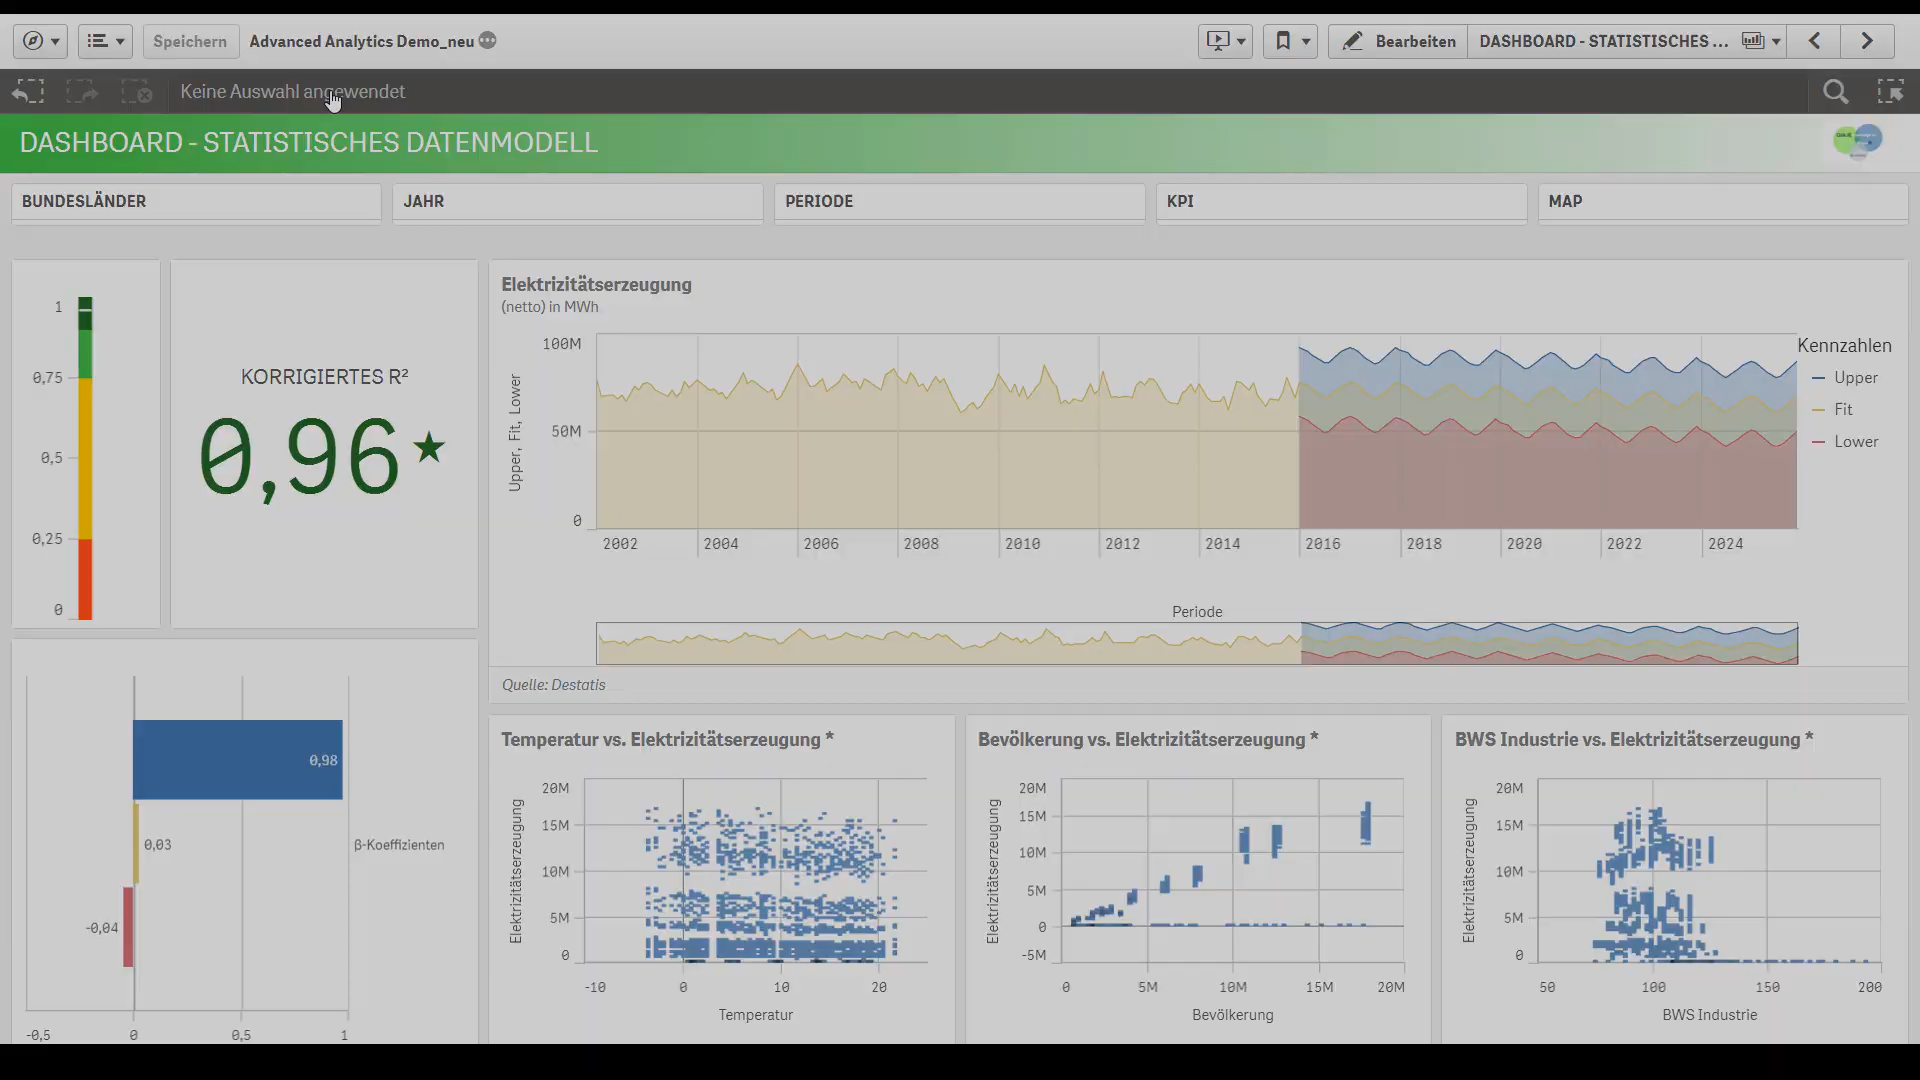 Speichern
Advanced Analytics Demo_neu
Bearbeiten
DASHBOARD - STATISTISCHES ...
Keine Auswahl angewendet
DASHBOARD - STATISTISCHES DATENMODELL
BUNDESLÄNDER
JAHR
PERIODE
KPI
MAP
1
0,75
0,5
0,25
0
KORRIGIERTES R²
0,96★
Elektrizitätserzeugung
(netto) in MWh
Upper, Fit, Lower
100M
50M
0
2002 2004 2006 2008 2010 2012 2014 2016 2018 2020 2022 2024
Periode
Kennzahlen
Upper
Fit
Lower
Quelle: Destatis
0,98
0,03
-0,04
β-Koeffizienten
-0,5 0 0,5 1
Temperatur vs. Elektrizitätserzeugung *
Elektrizitätserzeugung
20M
15M
10M
5M
0
-10 0 10 20
Temperatur
Bevölkerung vs. Elektrizitätserzeugung *
Elektrizitätserzeugung
20M
15M
10M
5M
0
-5M
0 5M 10M 15M 20M
Bevölkerung
BWS Industrie vs. Elektrizitätserzeugung *
Elektrizitätserzeugung
20M
15M
10M
5M
0
50 100 150 200
BWS Industrie